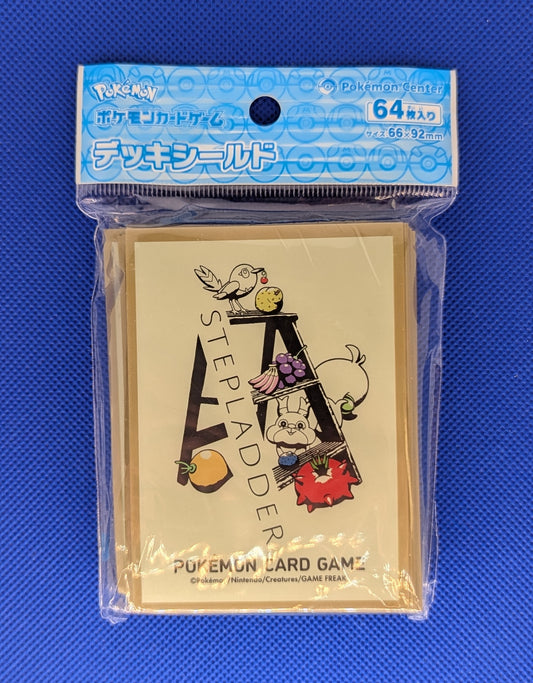 Pokémon
ポケモンカードゲーム
デッキシールド
Pokémon Center
64枚入り
サイズ 66×92mm
STEPLADDER
POKÉMON CARD GAME
©Pokémon/Nintendo/Creatures/GAME FREAK